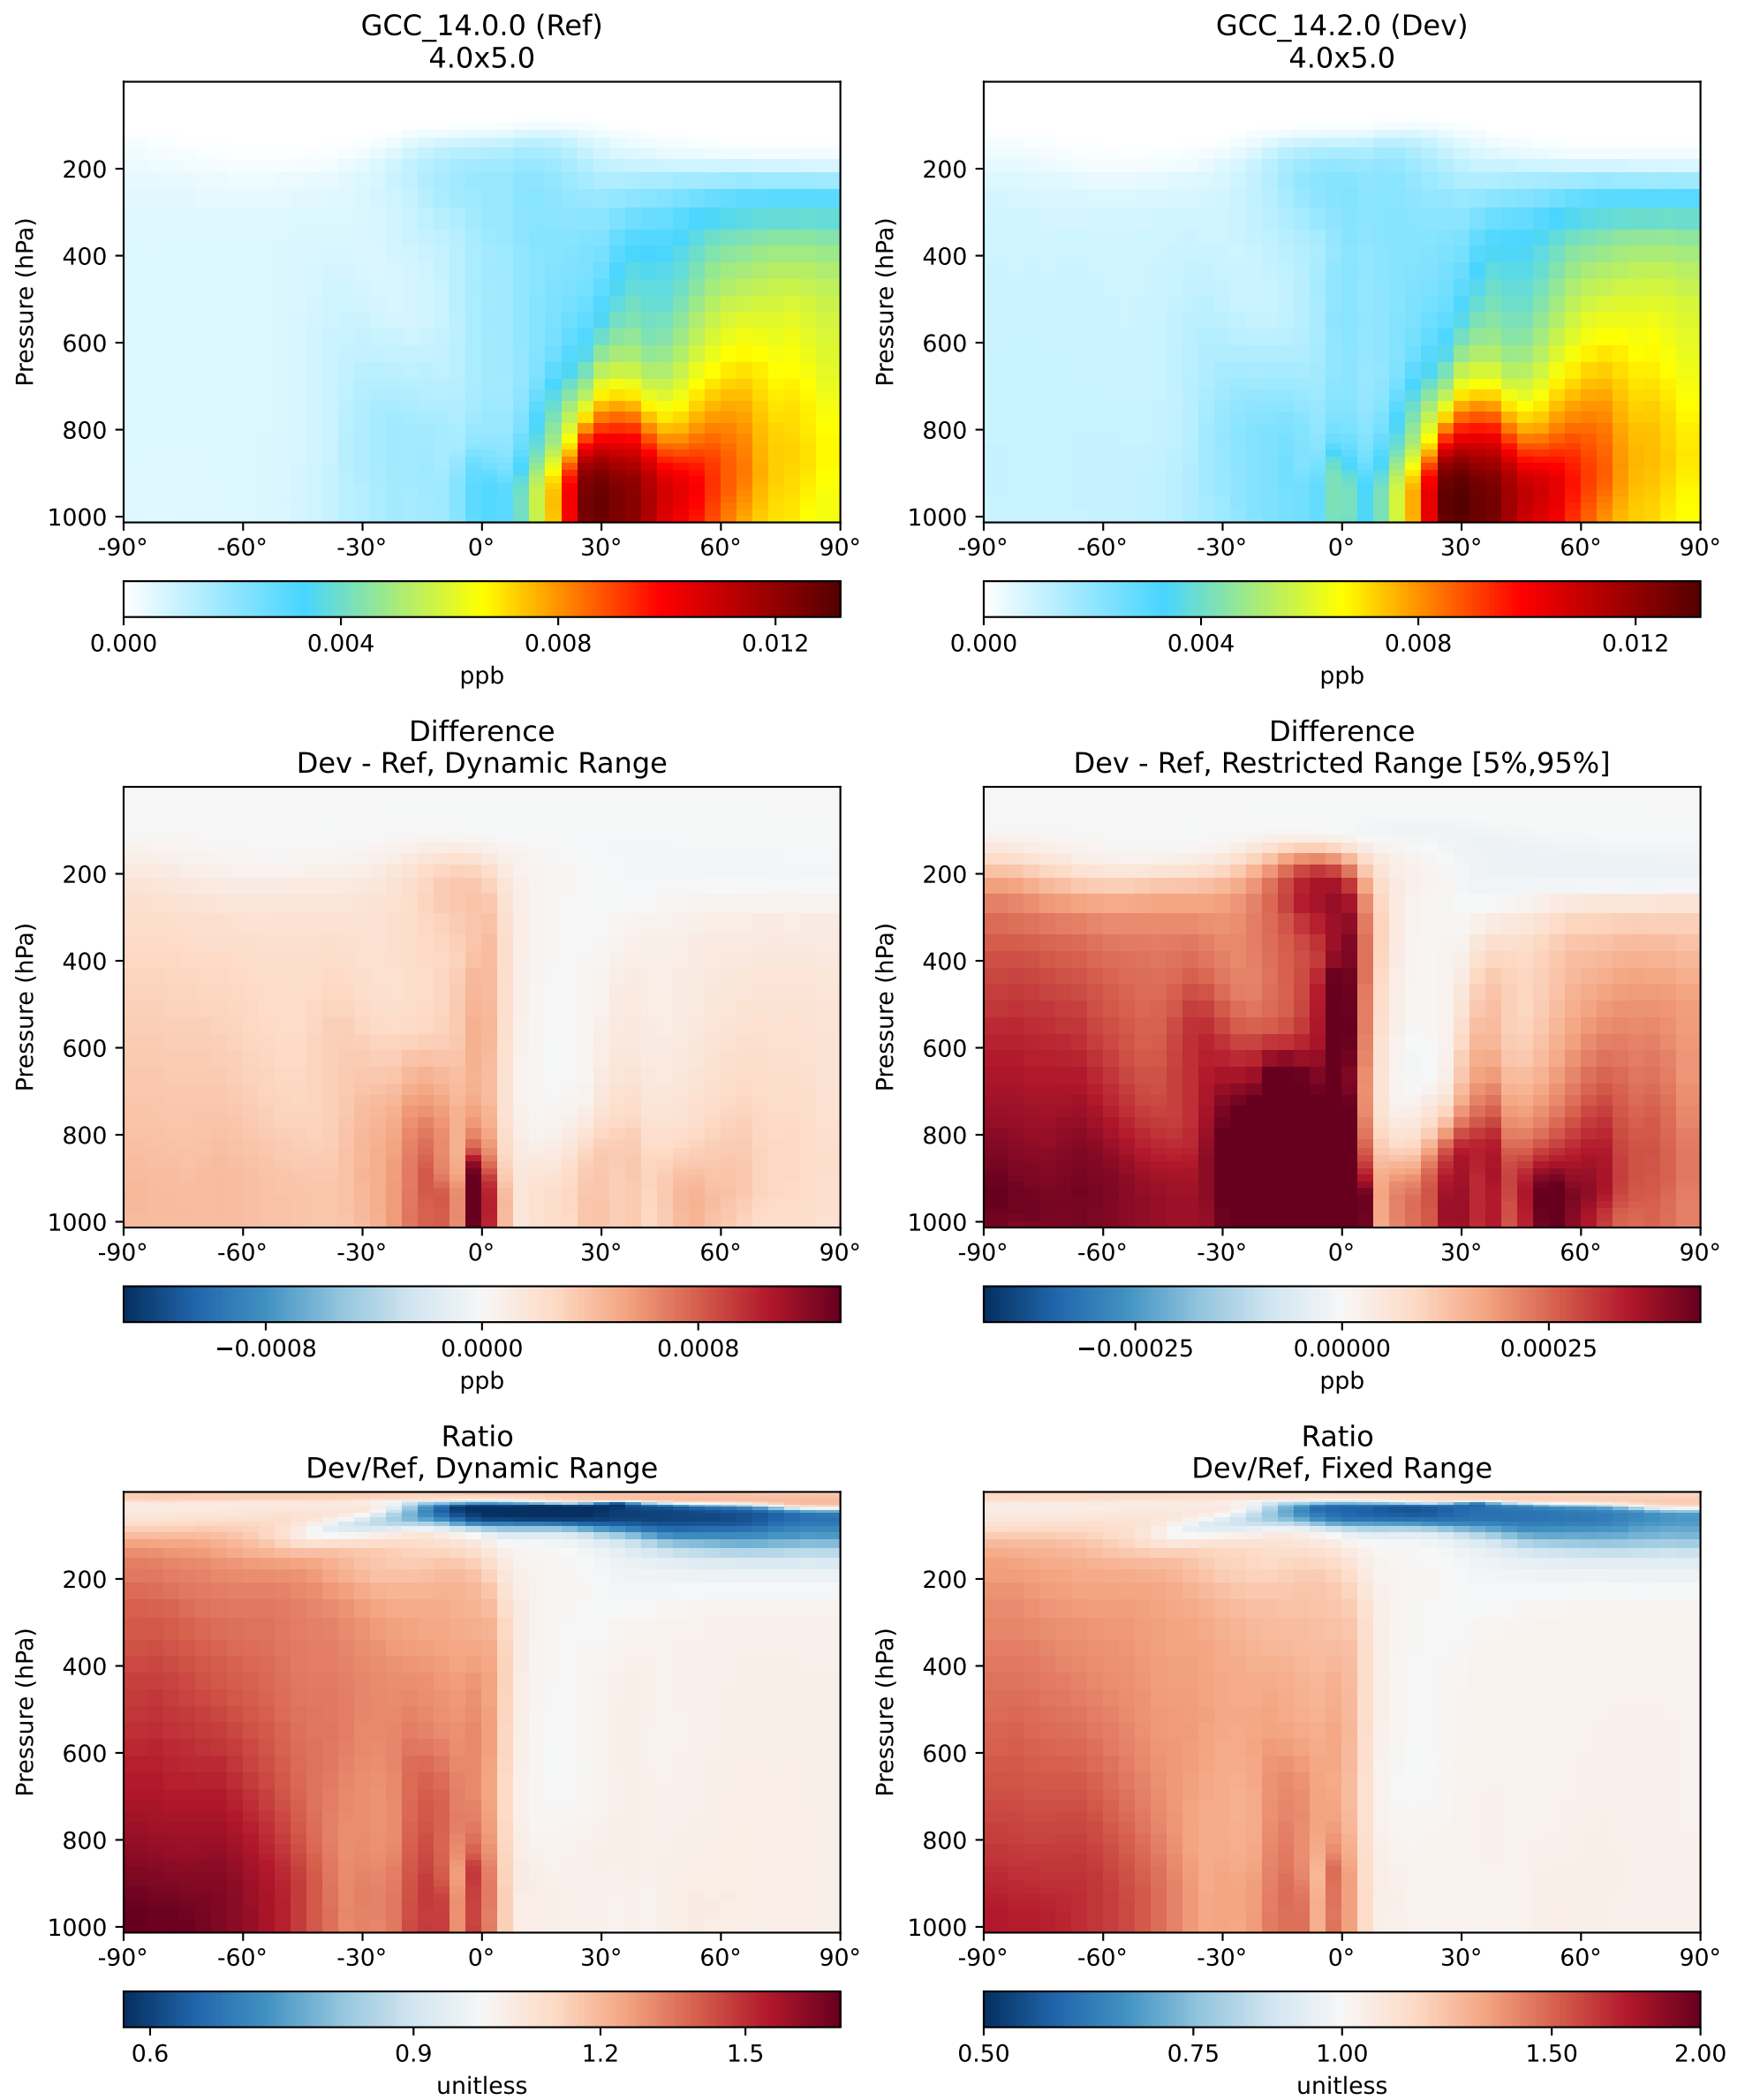 GCC_14.0.0 (Ref)
4.0x5.0
Pressure (hPa)
200
400
600
800
1000
-90° -60° -30° 0° 30° 60° 90°
0.000 0.004 0.008 0.012
ppb
GCC_14.2.0 (Dev)
4.0x5.0
Pressure (hPa)
200
400
600
800
1000
-90° -60° -30° 0° 30° 60° 90°
0.000 0.004 0.008 0.012
ppb
Difference
Dev - Ref, Dynamic Range
Pressure (hPa)
200
400
600
800
1000
-90° -60° -30° 0° 30° 60° 90°
−0.0008 0.0000 0.0008
ppb
Difference
Dev - Ref, Restricted Range [5%,95%]
Pressure (hPa)
200
400
600
800
1000
-90° -60° -30° 0° 30° 60° 90°
−0.00025 0.00000 0.00025
ppb
Ratio
Dev/Ref, Dynamic Range
Pressure (hPa)
200
400
600
800
1000
-90° -60° -30° 0° 30° 60° 90°
0.6 0.9 1.2 1.5
unitless
Ratio
Dev/Ref, Fixed Range
Pressure (hPa)
200
400
600
800
1000
-90° -60° -30° 0° 30° 60° 90°
0.50 0.75 1.00 1.50 2.00
unitless